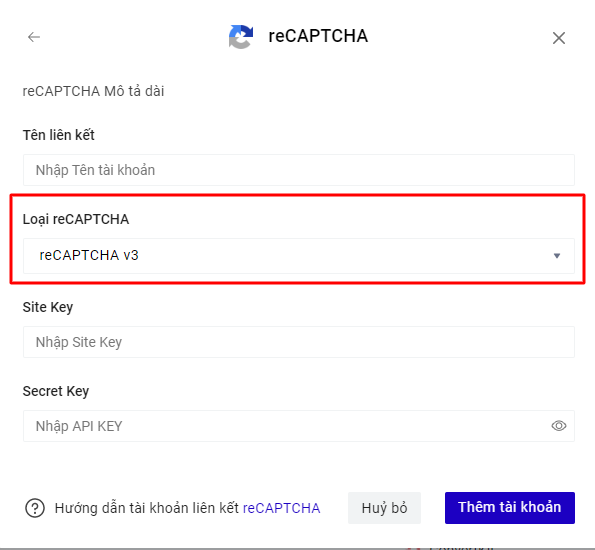 reCAPTCHA
reCAPTCHA Mô tả dài
Tên liên kết
Nhập Tên tài khoản
Loại reCAPTCHA
reCAPTCHA v3
Site Key
Nhập Site Key
Secret Key
Nhập API KEY
Hướng dẫn tài khoản liên kết reCAPTCHA
Huỷ bỏ
Thêm tài khoản